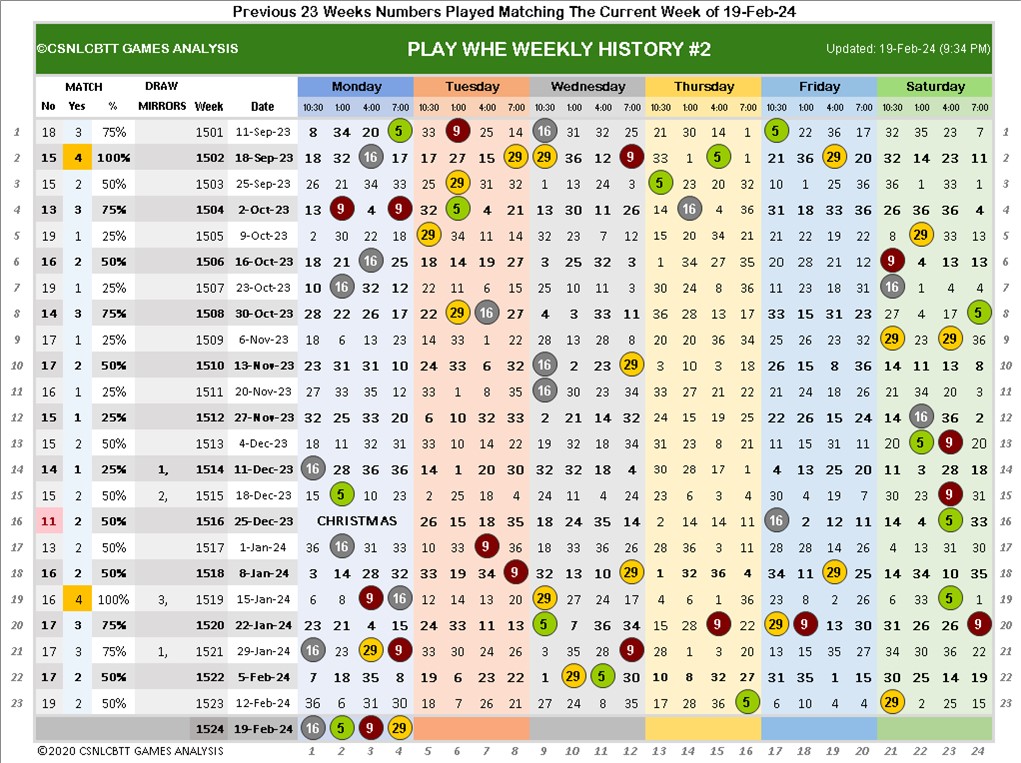 Previous 23 Weeks Numbers Played Matching The Current Week of 19-Feb-24
©CSNLCBTT GAMES ANALYSIS PLAY WHE WEEKLY HISTORY #2 Updated: 19-Feb-24 (9:34 PM)
MATCH DRAW Monday Tuesday Wednesday Thursday Friday Saturday
No Yes % MIRRORS Week Date 10:30 1:00 4:00 7:00 10:30 1:00 4:00 7:00 10:30 1:00 4:00 7:00 10:30 1:00 4:00 7:00 10:30 1:00 4:00 7:00 10:30 1:00 4:00 7:00
1 18 3 75% 1501 11-Sep-23 8 34 20 5 33 9 25 14 16 31 32 25 21 30 14 1 5 22 36 17 32 35 23 7 1
2 15 4 100% 1502 18-Sep-23 18 32 16 17 17 27 15 29 29 36 12 9 33 1 5 1 21 36 29 20 32 14 23 11 2
3 15 2 50% 1503 25-Sep-23 26 21 34 33 25 29 31 32 1 13 24 3 5 23 20 32 10 1 25 36 36 1 33 1 3
4 13 3 75% 1504 2-Oct-23 13 9 4 9 32 5 4 21 13 30 11 26 14 16 4 36 31 18 33 36 26 36 36 4 4
5 19 1 25% 1505 9-Oct-23 2 30 22 18 29 34 11 14 32 23 7 12 15 20 34 21 21 22 19 22 8 29 33 13 5
6 16 2 50% 1506 16-Oct-23 18 21 16 25 18 14 19 27 3 25 32 3 1 34 27 35 20 28 21 12 9 4 13 13 6
7 19 1 25% 1507 23-Oct-23 10 16 32 12 22 11 6 15 25 10 11 3 30 24 8 36 11 23 18 31 16 1 4 4 7
8 14 3 75% 1508 30-Oct-23 28 22 26 17 22 29 16 27 4 3 33 11 36 28 13 17 33 15 31 23 27 4 17 5 8
9 17 1 25% 1509 6-Nov-23 18 6 13 23 14 33 1 22 28 13 28 8 20 20 36 34 25 26 23 32 29 23 29 36 9
10 17 2 50% 1510 13-Nov-23 23 31 31 10 24 33 6 32 16 2 23 29 3 10 3 18 26 15 8 36 14 11 13 8 10
11 16 1 25% 1511 20-Nov-23 27 33 35 12 33 1 8 35 16 30 23 34 33 27 21 22 21 24 18 36 21 34 20 1 11
12 15 1 25% 1512 27-Nov-23 32 25 33 20 6 10 32 33 2 21 14 32 24 15 19 25 22 26 15 24 14 16 36 2 12
13 15 2 50% 1513 4-Dec-23 18 11 32 31 33 10 14 22 19 32 18 34 31 23 8 21 11 15 31 11 20 5 9 20 13
14 14 1 25% 1, 1514 11-Dec-23 16 28 36 36 14 1 20 30 32 32 18 4 30 28 17 1 4 13 25 20 11 3 28 18 14
15 15 2 50% 2, 1515 18-Dec-23 15 5 10 23 2 25 18 4 24 11 4 24 23 6 3 4 30 4 19 7 30 23 9 31 15
16 11 2 50% 1516 25-Dec-23 CHRISTMAS 26 15 18 35 18 24 35 14 2 14 14 11 16 2 12 11 14 4 5 33 16
17 13 2 50% 1517 1-Jan-24 36 16 31 33 10 33 9 36 18 33 36 26 28 36 3 11 28 28 14 26 4 13 31 30 17
18 16 2 50% 1518 8-Jan-24 3 14 28 32 33 19 34 9 32 13 10 29 1 32 36 4 34 11 29 25 14 34 10 35 18
19 16 4 100% 3, 1519 15-Jan-24 6 8 9 16 12 14 13 20 29 27 24 17 4 6 35 13 23 8 2 26 6 33 5 1 19
20 17 3 75% 1520 22-Jan-24 23 21 4 15 24 33 11 13 5 7 36 34 15 28 9 22 29 9 13 30 31 26 26 9 20
21 17 3 75% 1, 1521 29-Jan-24 16 23 29 9 33 30 24 26 3 35 28 9 28 1 3 20 13 15 35 27 34 30 36 22 21
22 17 2 50% 1522 5-Feb-24 7 18 35 8 19 6 23 22 1 29 5 30 10 8 32 27 31 35 1 15 30 25 14 19 22
23 19 2 50% 1523 12-Feb-24 36 6 31 30 18 7 26 21 27 24 8 35 17 28 36 5 6 10 4 4 29 2 25 15 23
1524 19-Feb-24 16 5 9 29
©2020 CSNLCBTT GAMES ANALYSIS 1 2 3 4 5 6 7 8 9 10 11 12 13 14 15 16 17 18 19 20 21 22 23 24